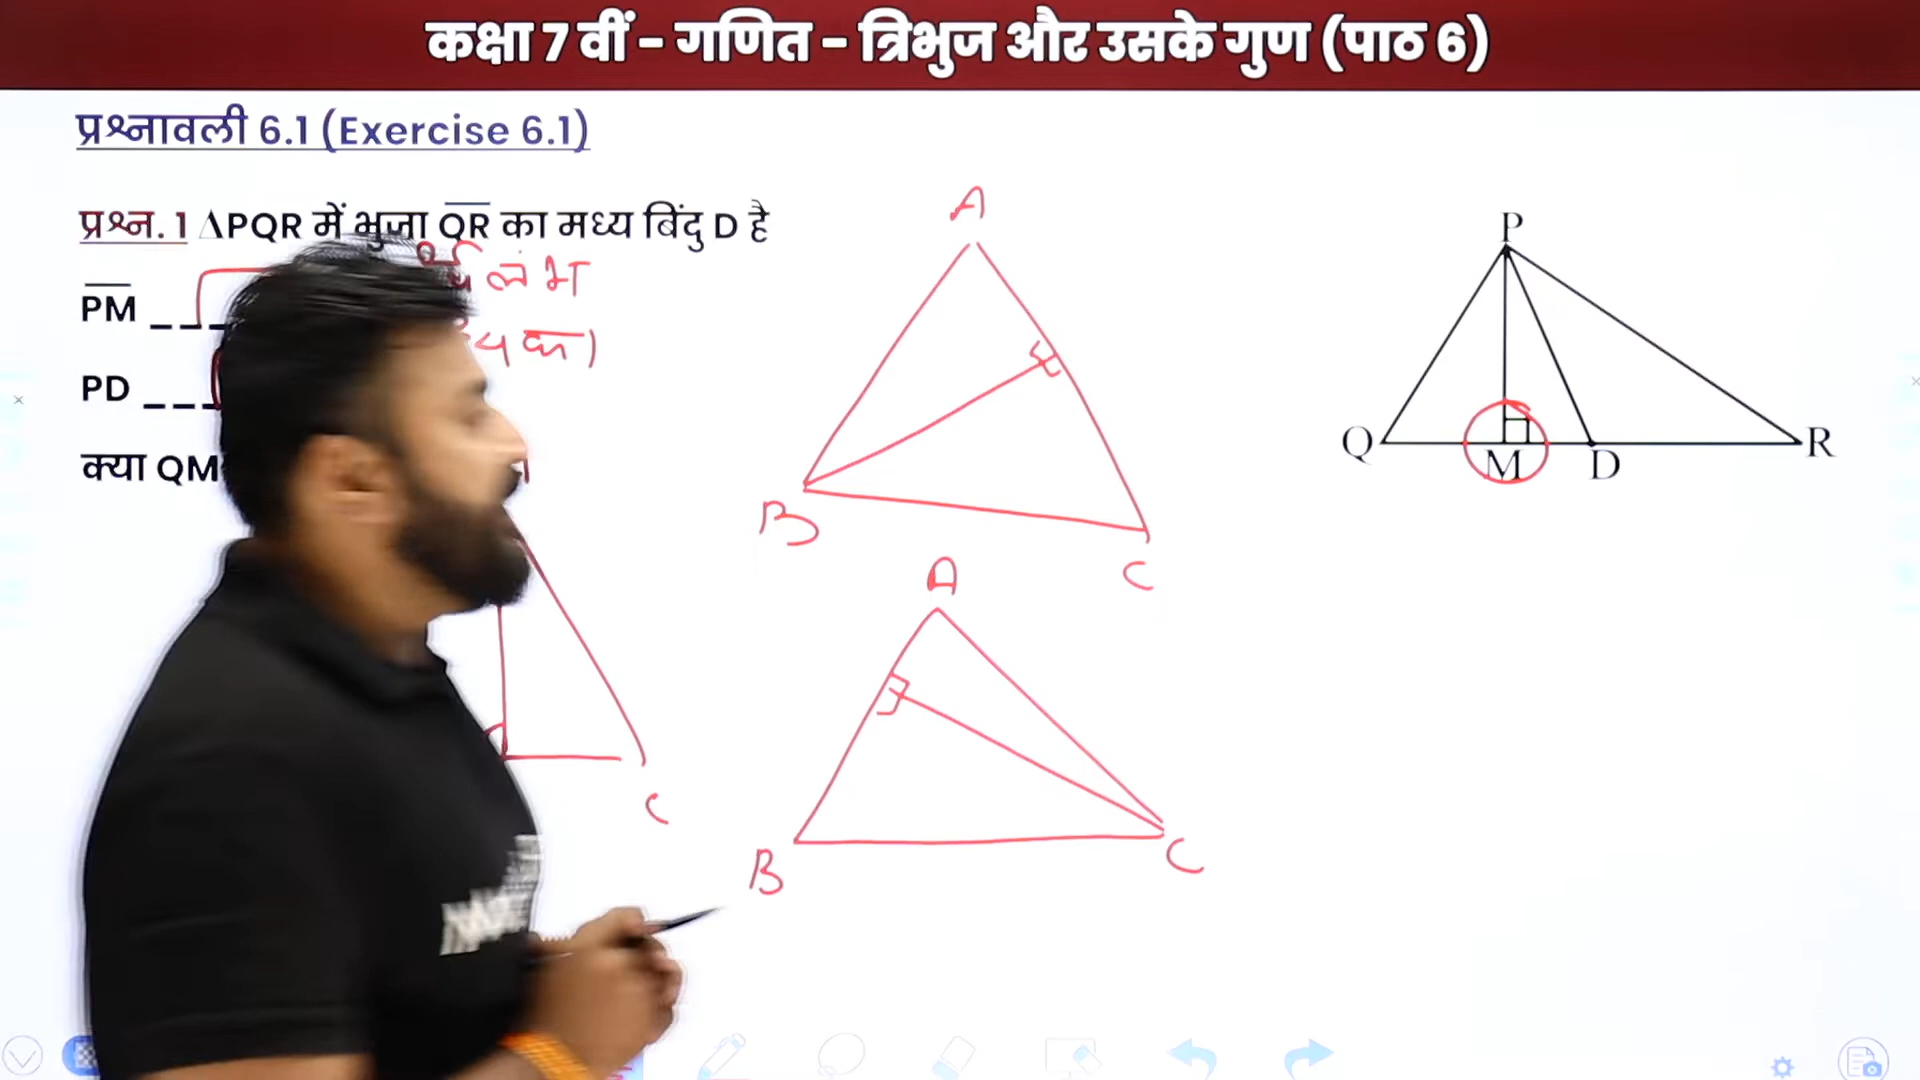 कक्षा 7 वीं - गणित - त्रिभुज और उसके गुण (पाठ 6)
प्रश्नावली 6.1 (Exercise 6.1)
प्रश्न. 1 ΔPQR में भुजा QR का मध्य बिंदु D है
PM _ _ _
PD _ _ _
क्या QM
A
B
C
A
B
C
C
P
Q
M
D
R